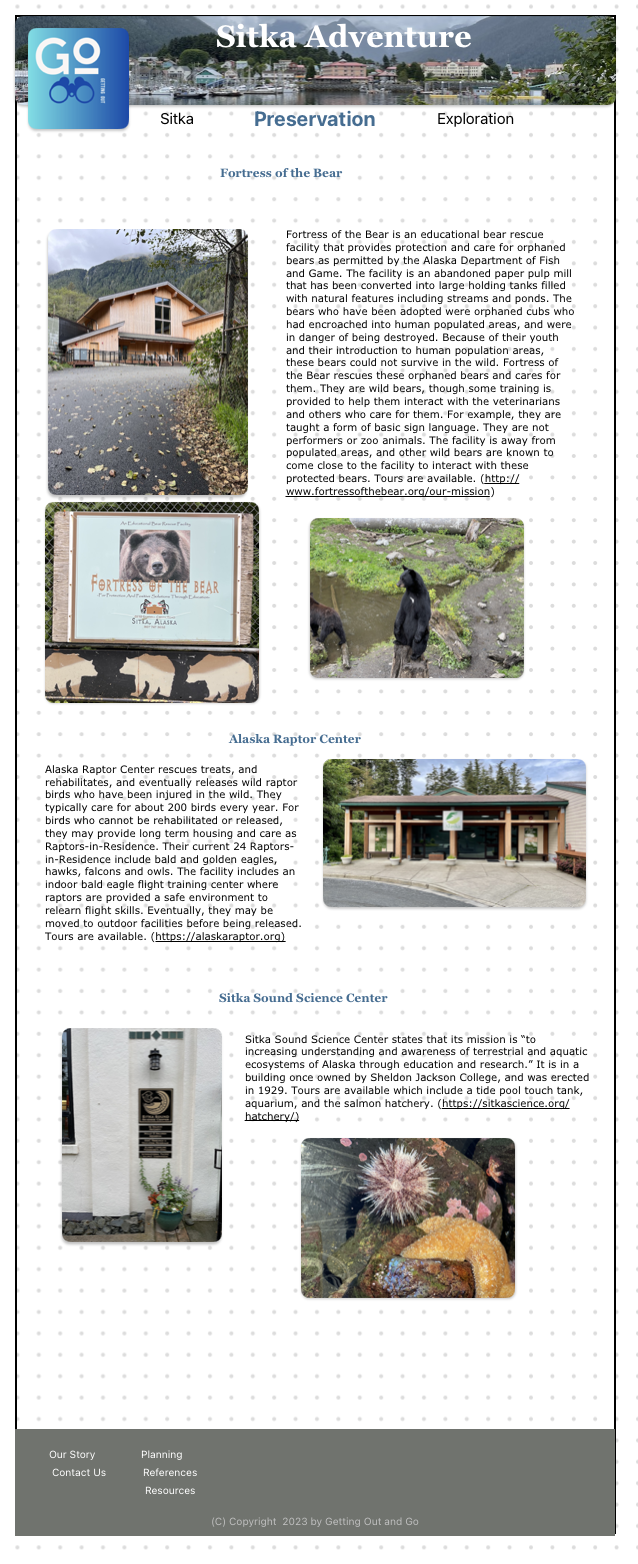 Sitka Adventure
GO
GETTING OUT
Sitka
Preservation
Exploration
Fortress of the Bear
Fortress of the Bear is an educational bear rescue
facility that provides protection and care for orphaned
bears as permitted by the Alaska Department of Fish
and Game. The facility is an abandoned paper pulp mill
that has been converted into large holding tanks filled
with natural features including streams and ponds. The
bears who have been adopted were orphaned cubs who
had encroached into human populated areas, and were
in danger of being destroyed. Because of their youth
and their introduction to human population areas,
these bears could not survive in the wild. Fortress of
the Bear rescues these orphaned bears and cares for
them. They are wild bears, though some training is
provided to help them interact with the veterinarians
and others who care for them. For example, they are
taught a form of basic sign language. They are not
performers or zoo animals. The facility is away from
populated areas, and other wild bears are known to
come close to the facility to interact with these
protected bears. Tours are available. (http://
www.fortressofthebear.org/our-mission)
An Educational Bear Rescue Facility
FORTRESS OF THE BEAR
SITKA, ALASKA
Alaska Raptor Center
Alaska Raptor Center rescues treats, and
rehabilitates, and eventually releases wild raptor
birds who have been injured in the wild. They
typically care for about 200 birds every year. For
birds who cannot be rehabilitated or released,
they may provide long term housing and care as
Raptors-in-Residence. Their current 24 Raptors-
in-Residence include bald and golden eagles,
hawks, falcons and owls. The facility includes an
indoor bald eagle flight training center where
raptors are provided a safe environment to
relearn flight skills. Eventually, they may be
moved to outdoor facilities before being released.
Tours are available. (https://alaskaraptor.org)
Sitka Sound Science Center
Sitka Sound Science Center states that its mission is “to
increasing understanding and awareness of terrestrial and aquatic
ecosystems of Alaska through education and research.” It is in a
building once owned by Sheldon Jackson College, and was erected
in 1929. Tours are available which include a tide pool touch tank,
aquarium, and the salmon hatchery. (https://sitkascience.org/
hatchery/)
Our Story
Planning
Contact Us
References
Resources
(C) Copyright 2023 by Getting Out and Go